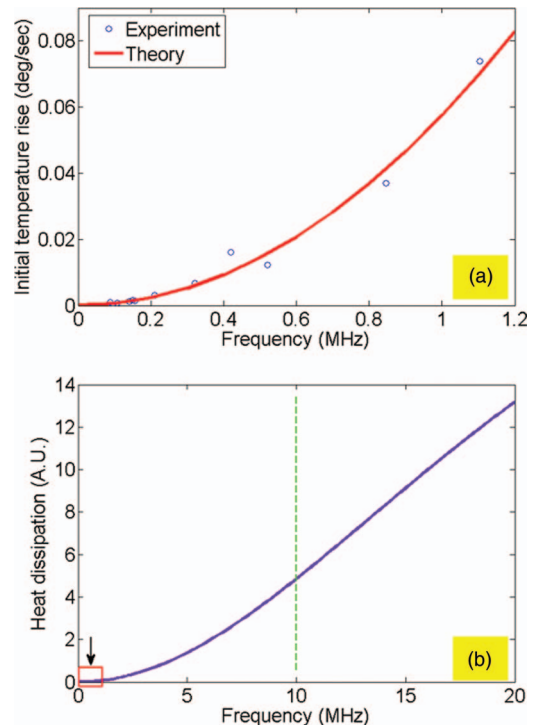 Initial temperature rise (deg/sec)
0.08
0.06
0.04
0.02
0
Experiment
Theory
(a)
0 0.2 0.4 0.6 0.8 1 1.2
Frequency (MHz)
Heat dissipation (A.U.)
14
12
10
8
6
4
2
0
(b)
0 5 10 15 20
Frequency (MHz)